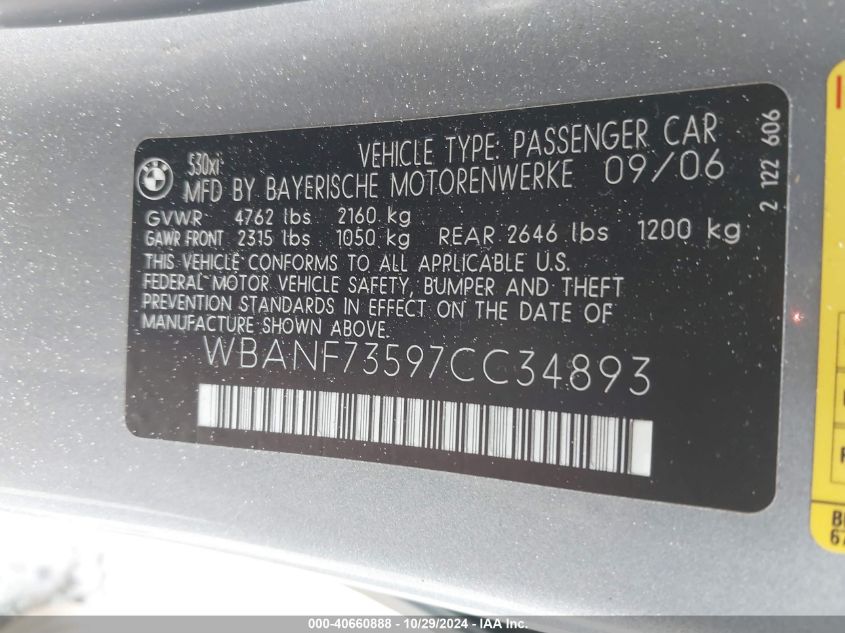 530xi VEHICLE TYPE: PASSENGER CAR
MFD BY BAYERISCHE MOTORENWERKE 09/06
GVWR 4762 lbs 2160 kg
GAWR FRONT 2315 lbs 1050 kg REAR 2646 lbs 1200 kg
THIS VEHICLE CONFORMS TO ALL APPLICABLE U.S.
FEDERAL MOTOR VEHICLE SAFETY, BUMPER AND THEFT
PREVENTION STANDARDS IN EFFECT ON THE DATE OF
MANUFACTURE SHOWN ABOVE.
WBANF73597CC34893
2 122 606
000-40660888 - 10/29/2024 - IAA Inc.